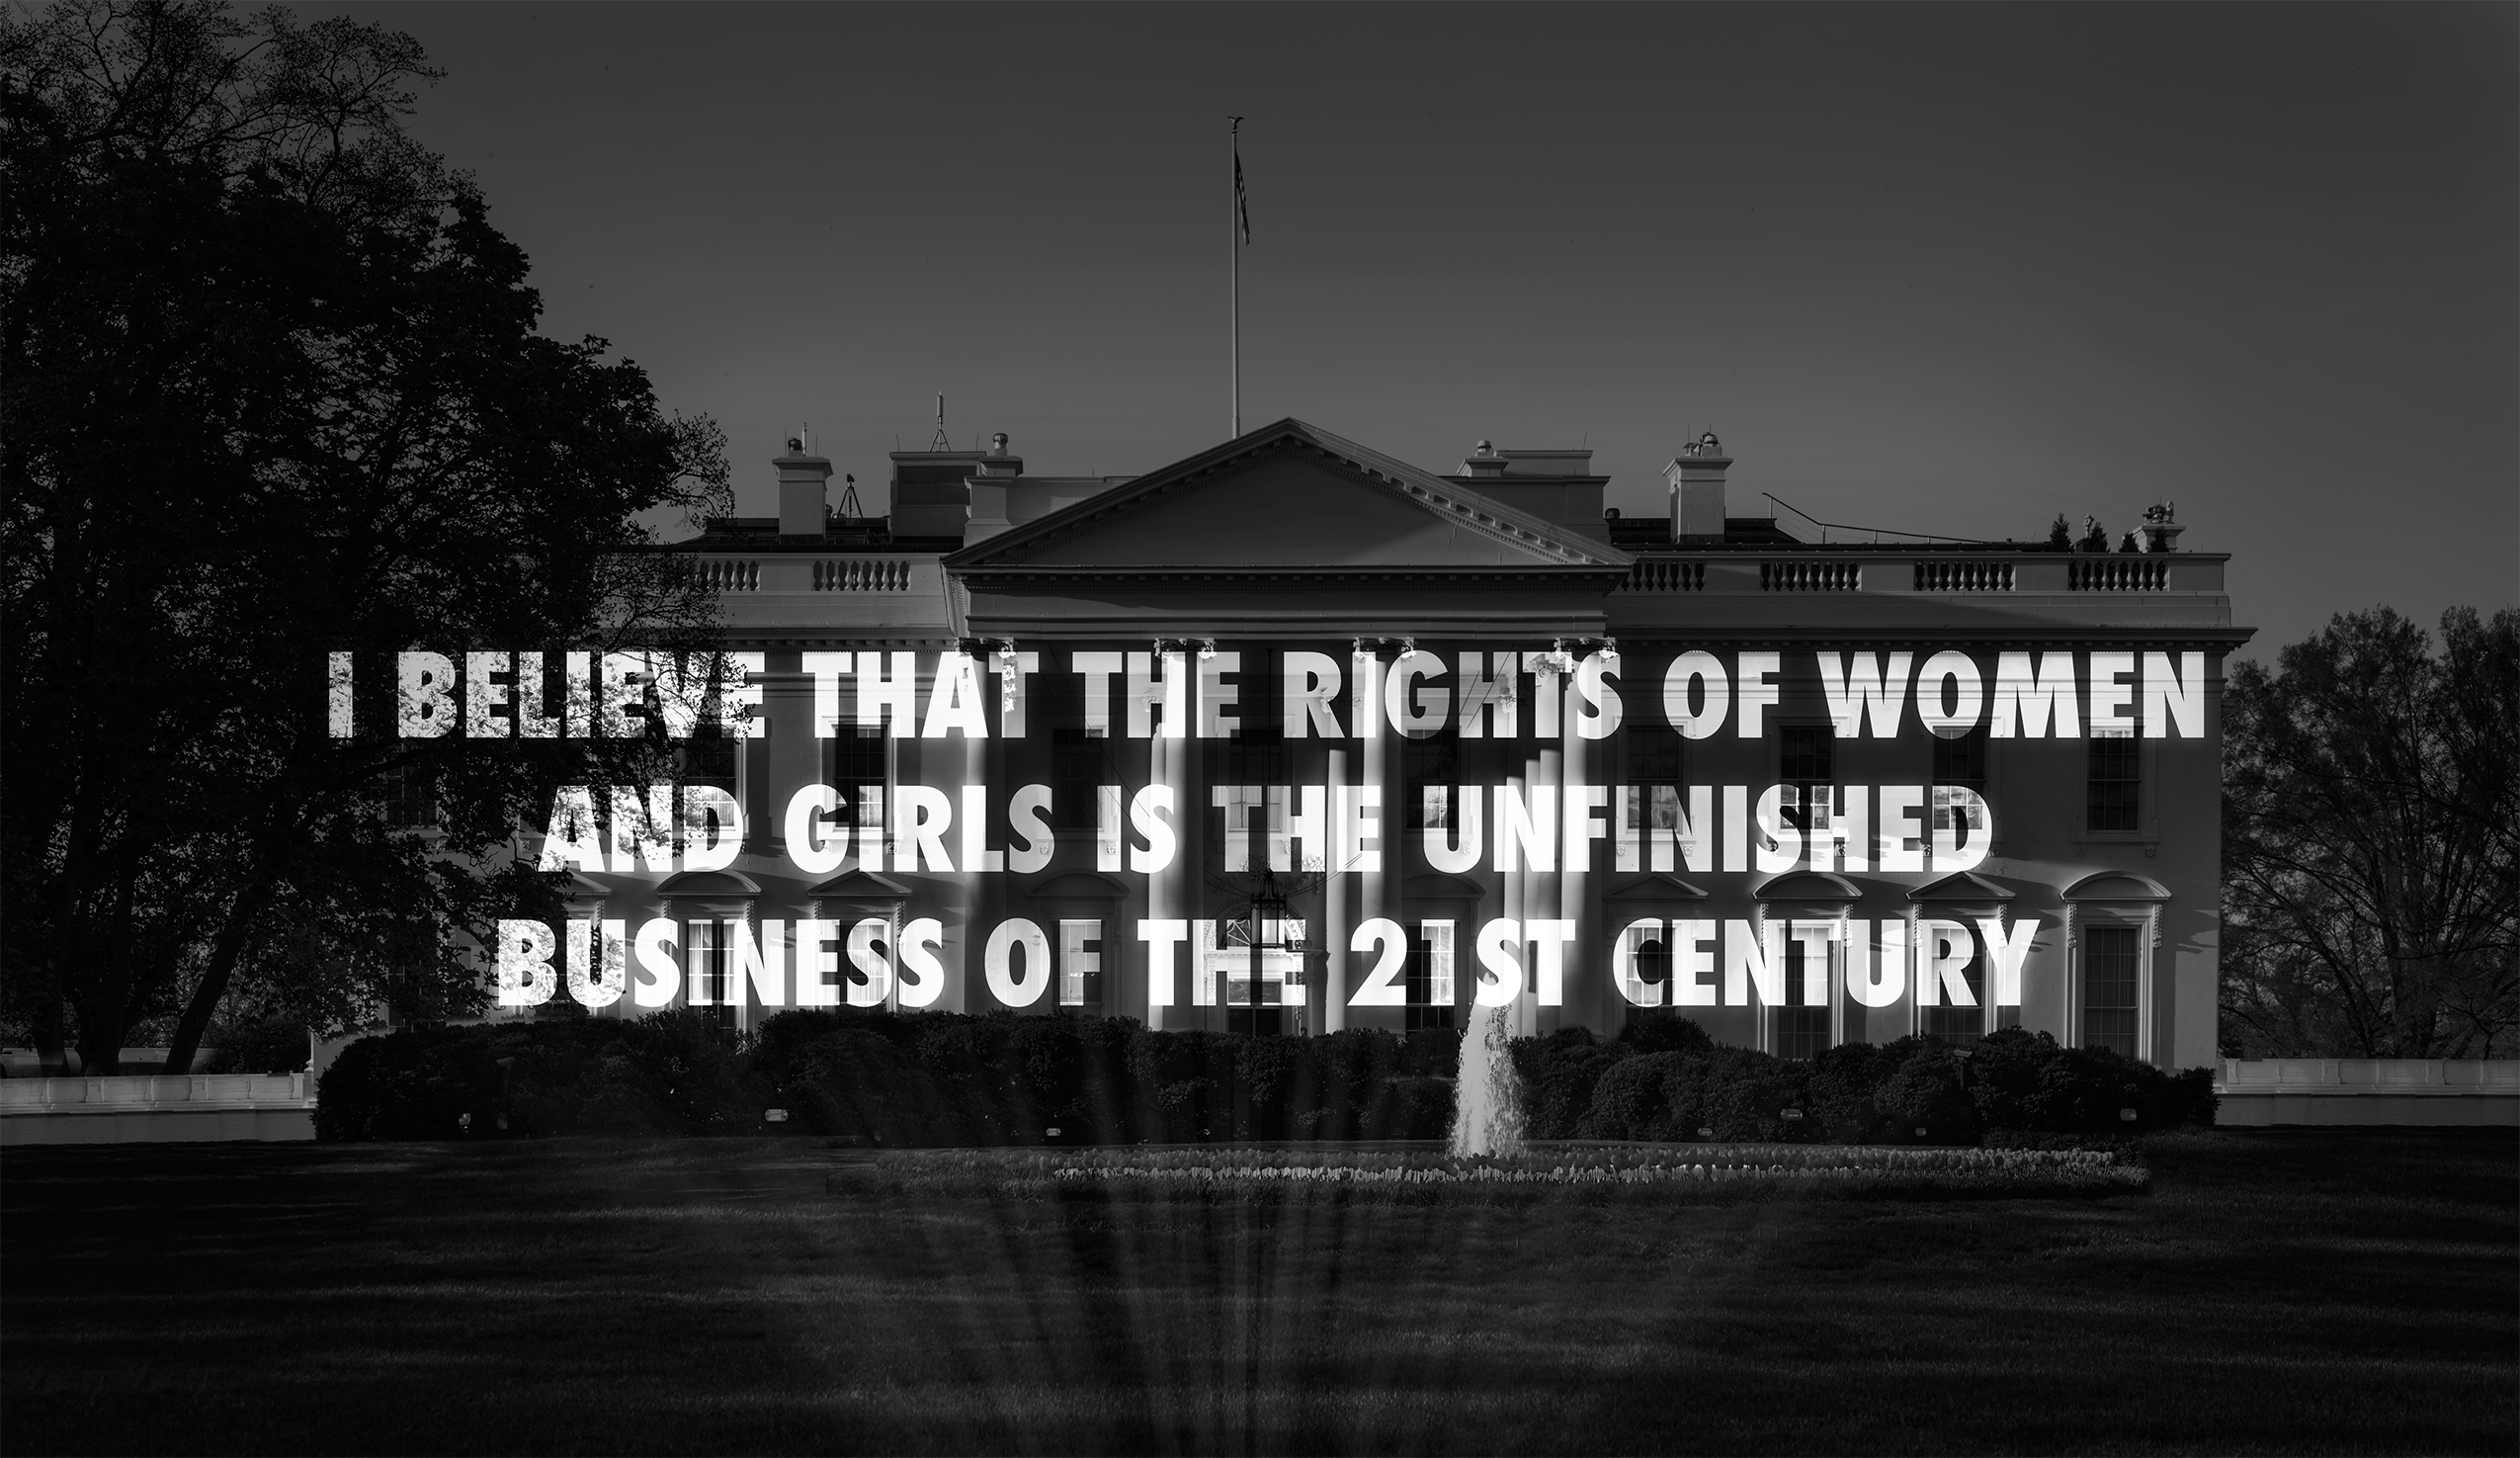 I BELIEVE THAT THE RIGHTS OF WOMEN
AND GIRLS IS THE UNFINISHED
BUSINESS OF THE 21ST CENTURY